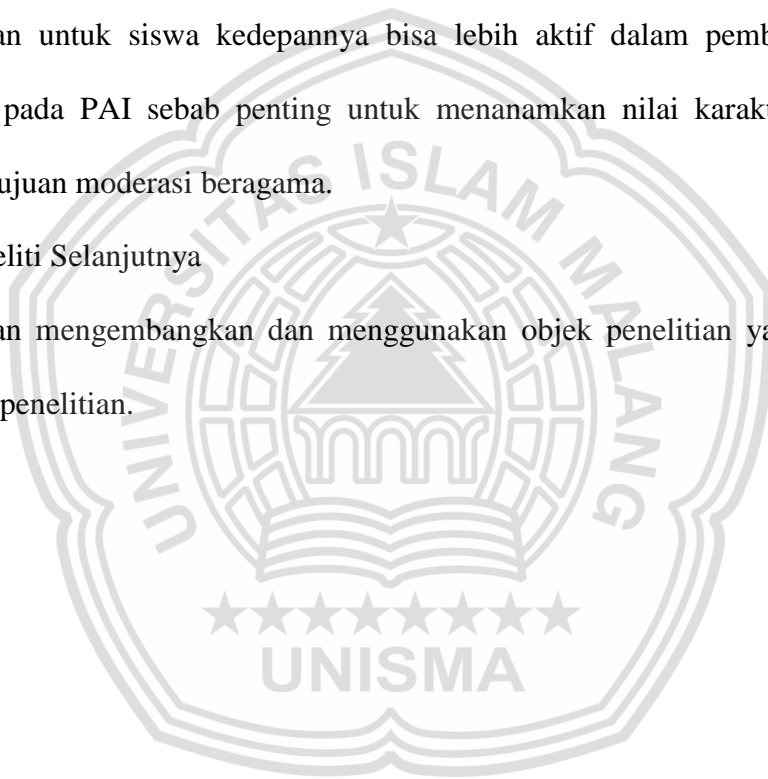 an untuk siswa kedepannya bisa lebih aktif dalam pemb
pada PAI sebab penting untuk menanamkan nilai karakt
ujuan moderasi beragama.
eliti Selanjutnya
an mengembangkan dan menggunakan objek penelitian ya
penelitian.
UNIVERSITAS ISLAM MALANG
UNISMA